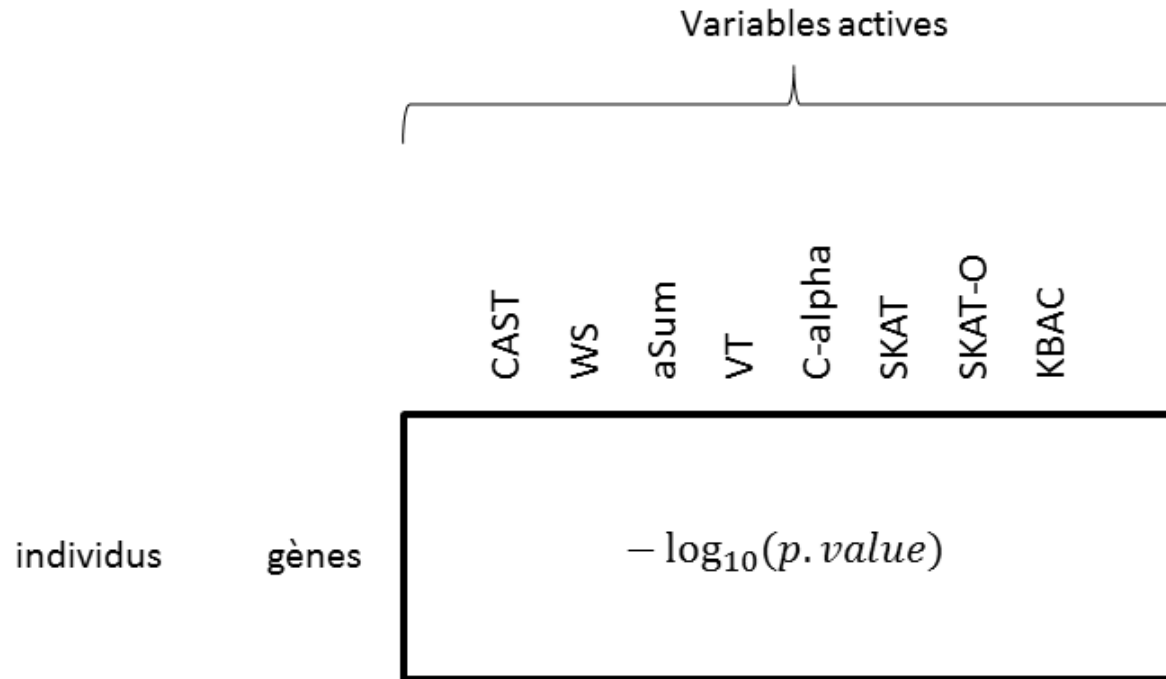 Variables actives
CAST
WS
aSum
VT
C-alpha
SKAT
SKAT-O
KBAC
individus gènes − log₁₀(p. value)